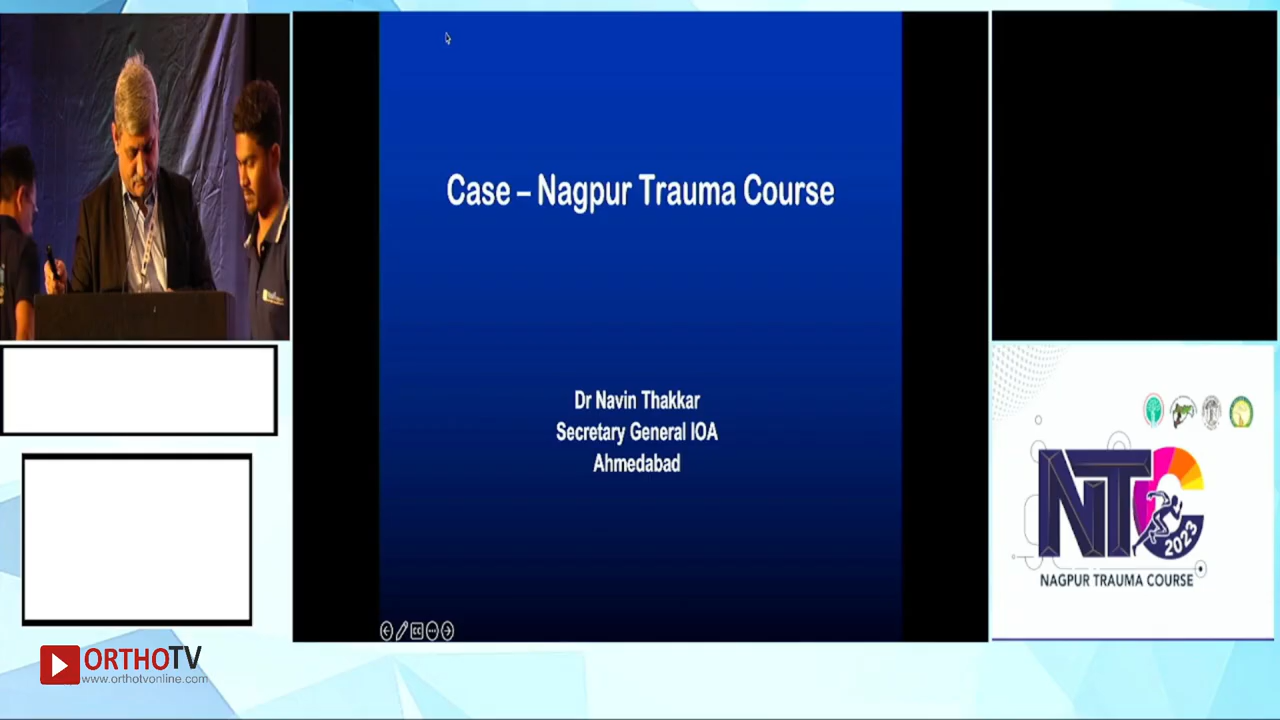 Case – Nagpur Trauma Course
Dr Navin Thakkar
Secretary General IOA
Ahmedabad
NTC
2023
NAGPUR TRAUMA COURSE
ORTHOTV
www.orthotvonline.com